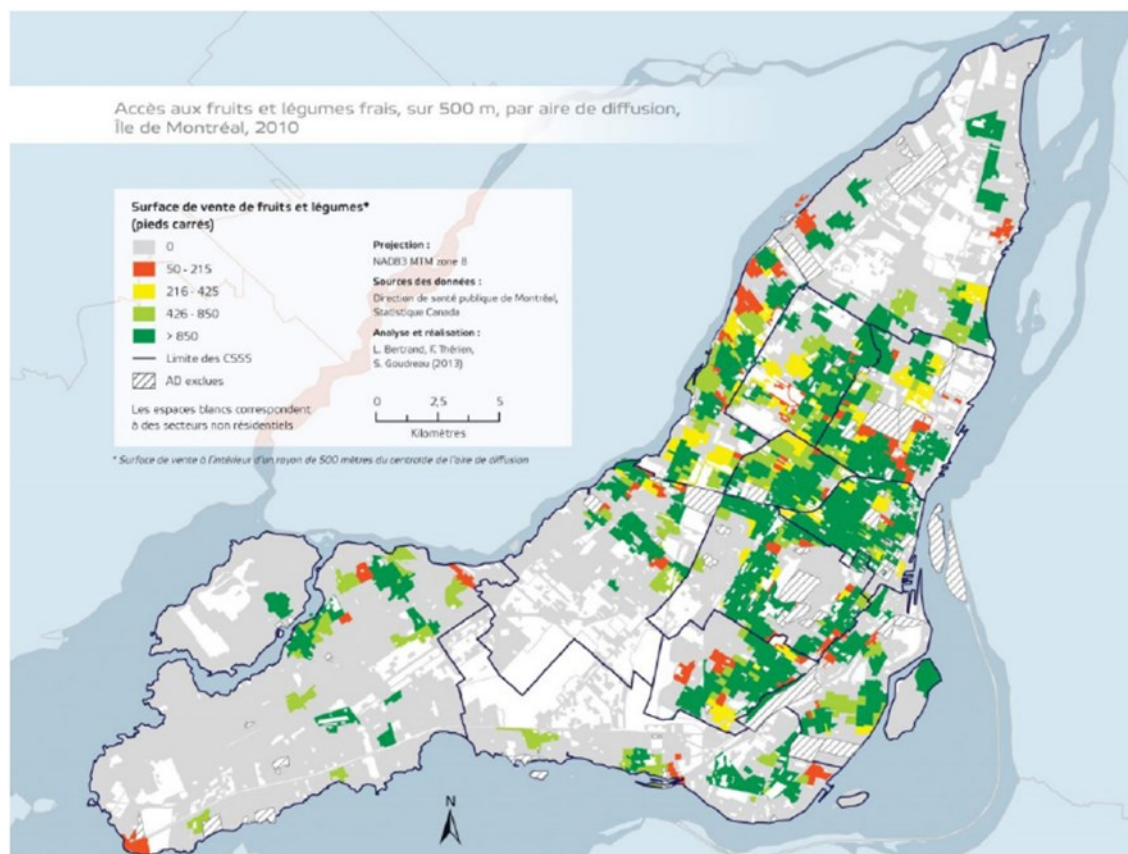 Accès aux fruits et légumes frais, sur 500 m, par aire de diffusion,
Île de Montréal, 2010
Surface de vente de fruits et légumes*
(pieds carrés)
0
50 - 215
216 - 425
426 - 850
> 850
Limite des CSSS
AD exclues
Les espaces blancs correspondent
à des secteurs non résidentiels
Projection :
NAD83 MTM zone 8
Sources des données :
Direction de santé publique de Montréal,
Statistique Canada
Analyse et réalisation :
L. Bertrand, F. Thérien,
S. Goudreau (2013)
0 2,5 5
Kilomètres
* Surface de vente à l'intérieur d'un rayon de 500 mètres du centroïde de l'aire de diffusion
N